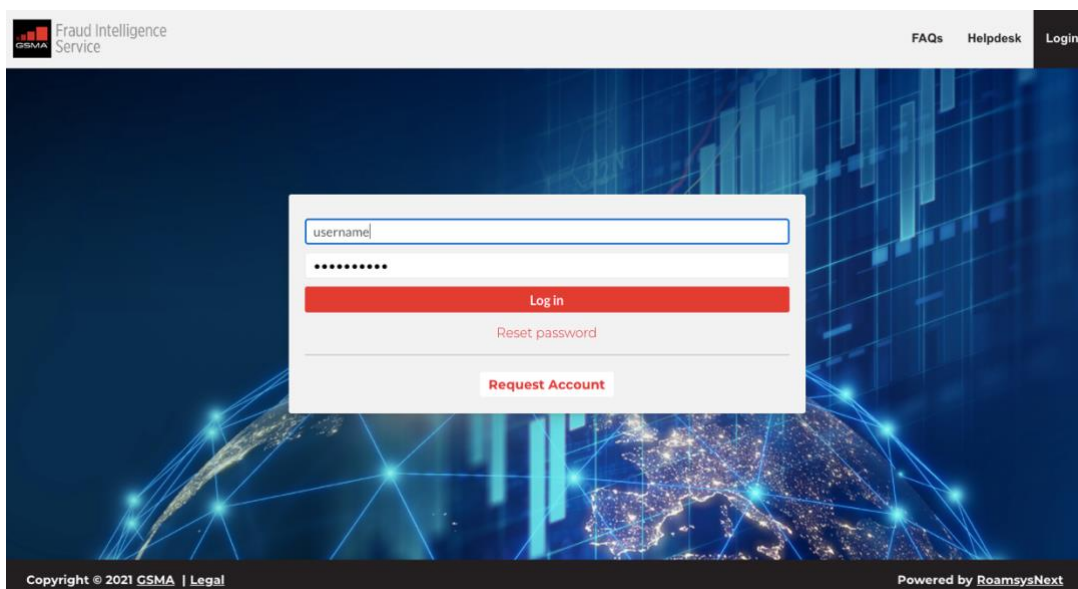 GSMA
Fraud Intelligence
Service
FAQs Helpdesk Login
username
••••••••••
Log in
Reset password
Request Account
Copyright © 2021 GSMA | Legal
Powered by RoamsysNext